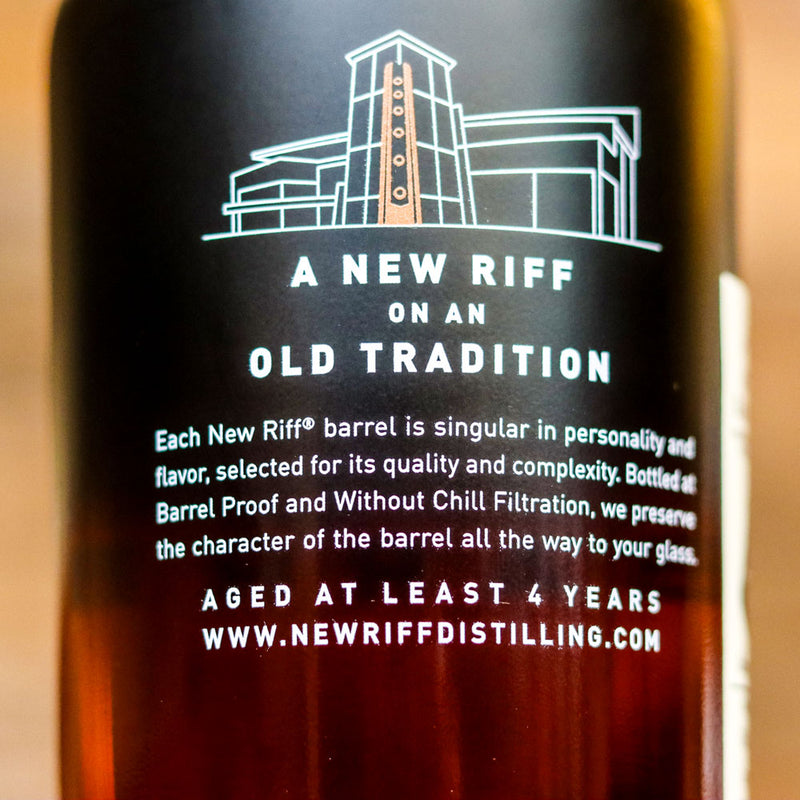 A NEW RIFF
ON AN
OLD TRADITION
Each New Riff® barrel is singular in personality and
flavor, selected for its quality and complexity. Bottled at
Barrel Proof and Without Chill Filtration, we preserve
the character of the barrel all the way to your glass.
AGED AT LEAST 4 YEARS
WWW.NEWRIFFDISTILLING.COM